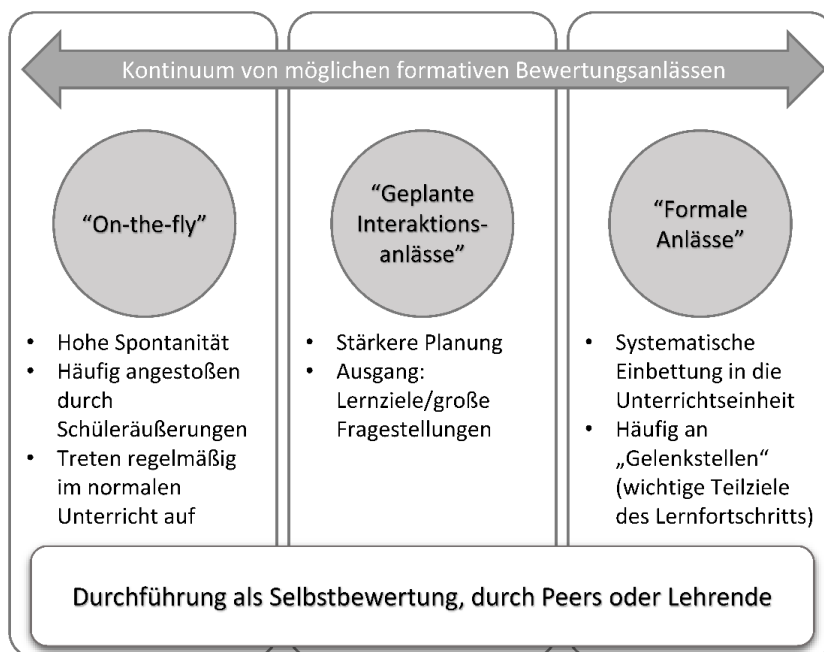 Kontinuum von möglichen formativen Bewertungsanlässen
“On-the-fly”
• Hohe Spontanität
• Häufig angestoßen
durch
Schüleräußerungen
• Treten regelmäßig
im normalen
Unterricht auf
“Geplante
Interaktions-
anlässe”
• Stärkere Planung
• Ausgang:
Lernziele/große
Fragestellungen
“Formale
Anlässe”
• Systematische
Einbettung in die
Unterrichtseinheit
• Häufig an
„Gelenkstellen“
(wichtige Teilziele
des Lernfortschritts)
Durchführung als Selbstbewertung, durch Peers oder Lehrende